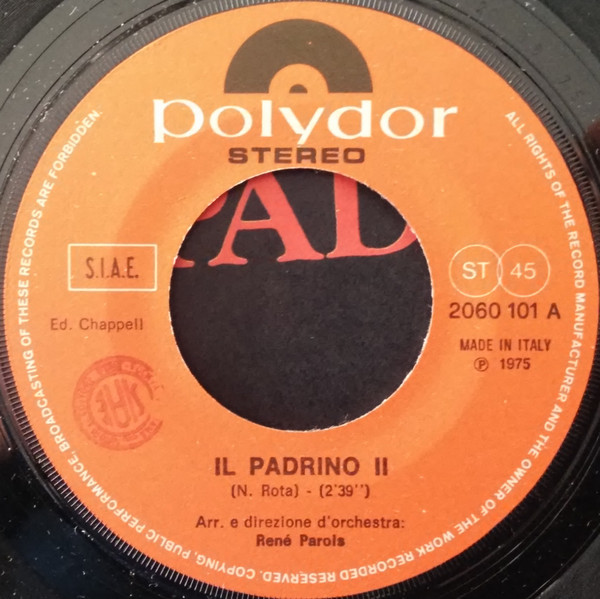 polydor
STEREO
PAD
S.I.A.E.
Ed. Chappell
ST 45
2060 101 A
MADE IN ITALY
℗ 1975
IL PADRINO II
(N. Rota) - (2'39'')
Arr. e direzione d'orchestra:
René Parois
ALL RIGHTS OF THE RECORD MANUFACTURER AND THE OWNER OF THE WORK RECORDED RESERVED. COPYING, PUBLIC PERFORMANCE, BROADCASTING OF THESE RECORDS ARE FORBIDDEN.